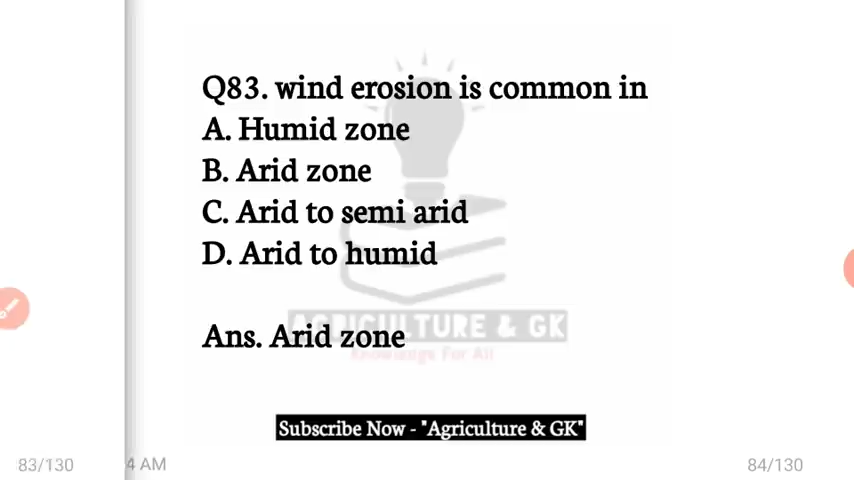 Q83. wind erosion is common in
A. Humid zone
B. Arid zone
C. Arid to semi arid
D. Arid to humid
AGRICULTURE & GK
Ans. Arid zone
Knowledge For All
Subscribe Now - "Agriculture & GK"
83/130
4 AM
84/130